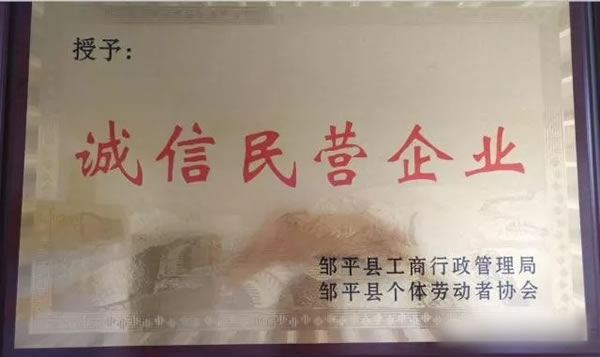 授予：
诚信民营企业
邹平县工商行政管理局
邹平县个体劳动者协会